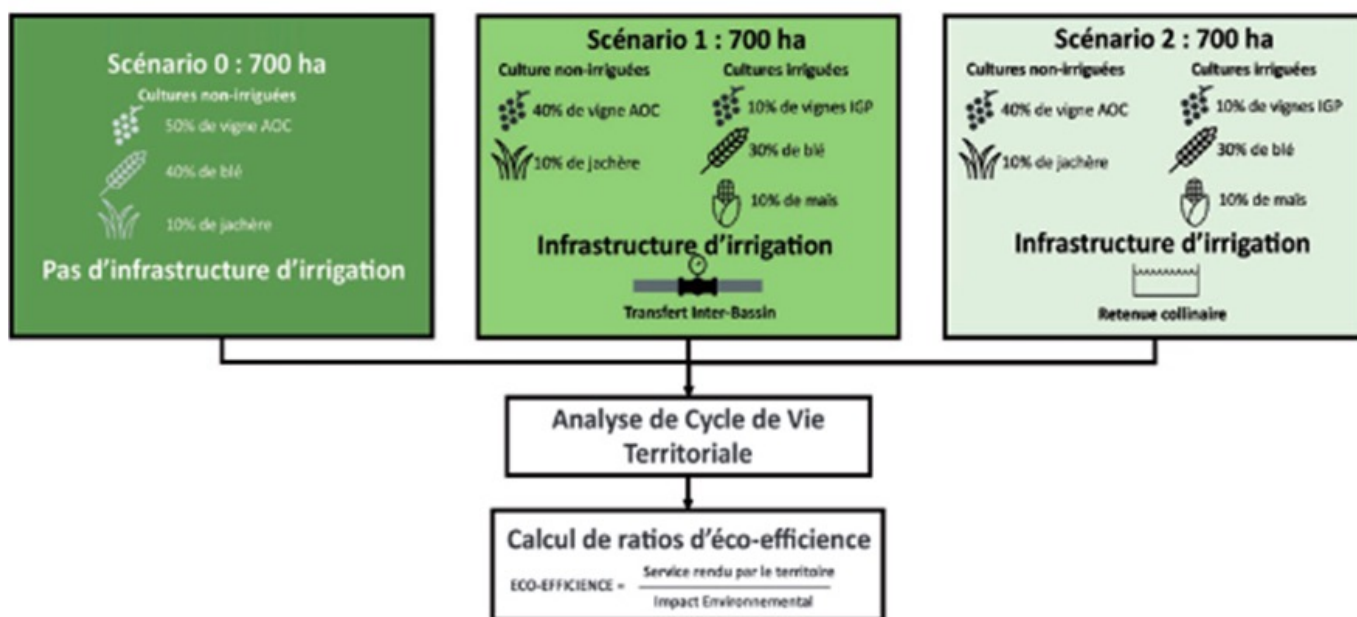 Scénario 0 : 700 ha
Cultures non-irriguées
50% de vigne AOC
40% de blé
10% de jachère
Pas d'infrastructure d'irrigation
Scénario 1 : 700 ha
Culture non-irriguées
Cultures irriguées
40% de vigne AOC
10% de vignes IGP
10% de jachère
30% de blé
10% de maïs
Infrastructure d'irrigation
Transfert Inter-Bassin
Scénario 2 : 700 ha
Cultures non-irriguées
Cultures irriguées
40% de vigne AOC
10% de vignes IGP
10% de jachère
30% de blé
10% de maïs
Infrastructure d'irrigation
Retenue collinaire
Analyse de Cycle de Vie
Territoriale
Calcul de ratios d'éco-efficience
ECO-EFFICIENCE =
Service rendu par le territoire
Impact Environnemental